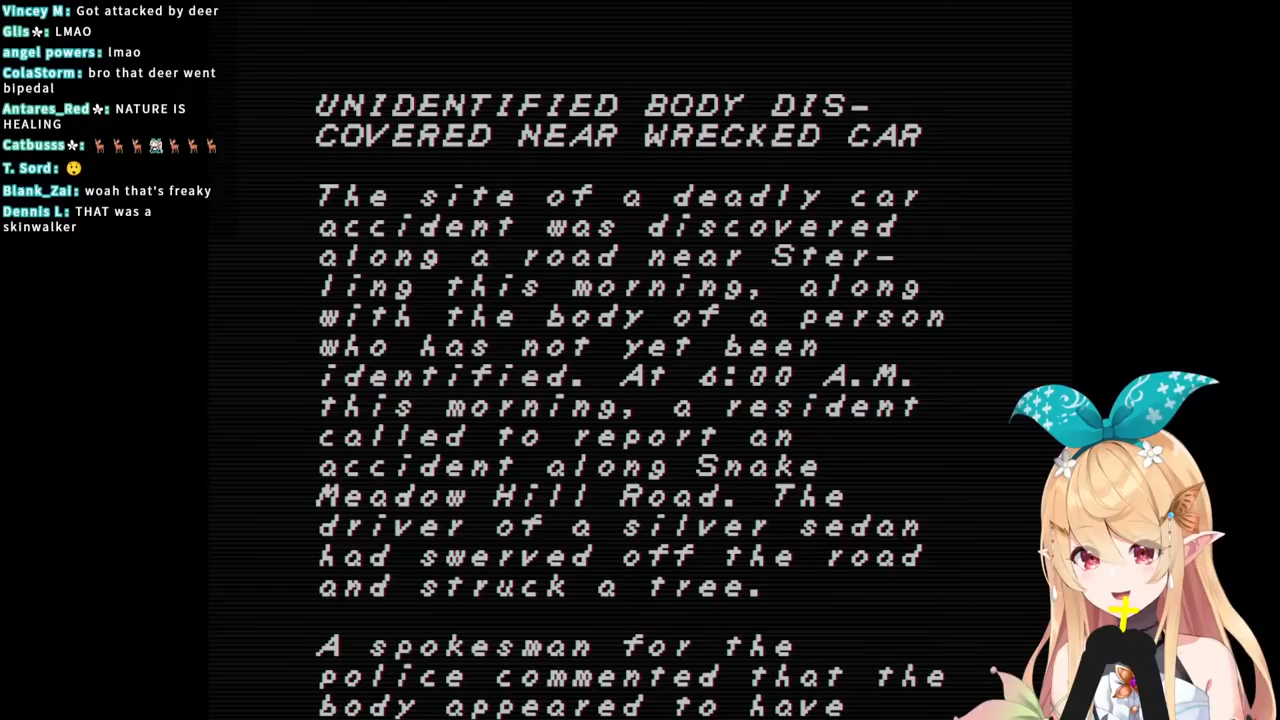 Vincey M: Got attacked by deer
Glis: LMAO
angel powers: lmao
ColaStorm: bro that deer went
bipedal
Antares_Red: NATURE IS
HEALING
Catbusss:
T. Sord:
Blank_Zai: woah that's freaky
Dennis L: THAT was a
skinwalker
UNIDENTIFIED BODY DIS-
COVERED NEAR WRECKED CAR
The site of a deadly car
accident was discovered
along a road near Ster-
ling this morning, along
with the body of a person
who has not yet been
identified. At 6:00 A.M.
this morning, a resident
called to report an
accident along Snake
Meadow Hill Road. The
driver of a silver sedan
had swerved off the road
and struck a tree.
A spokesman for the
police commented that the
body appeared to have